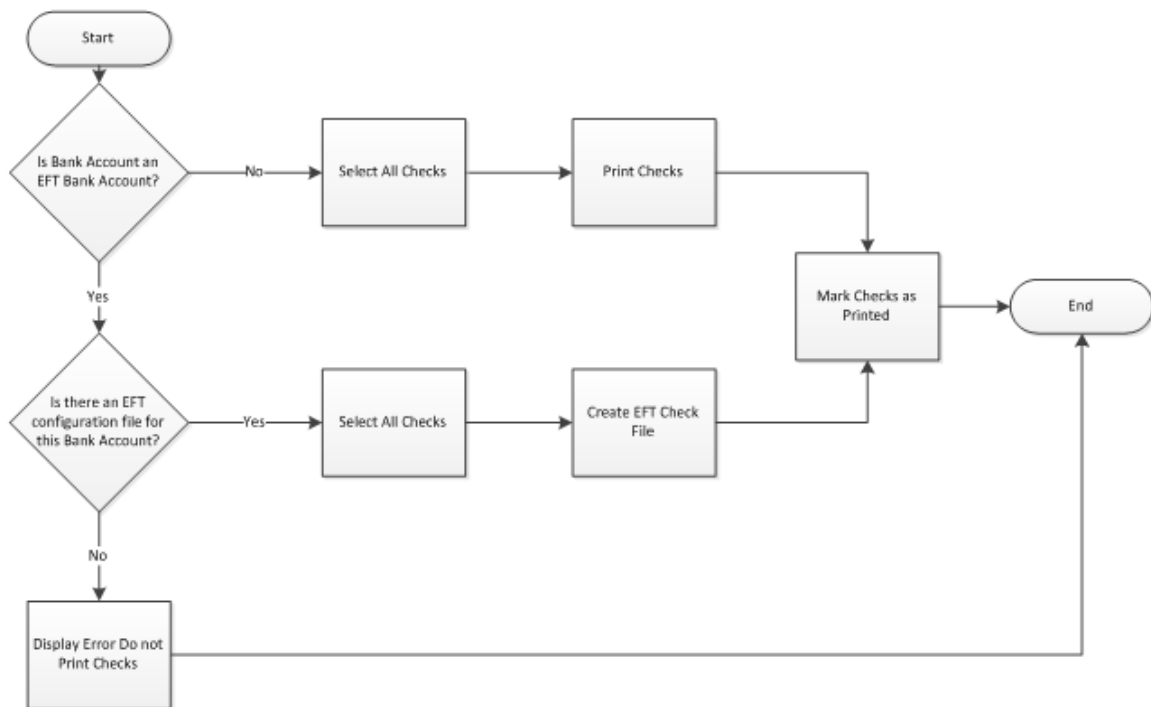 Start
Is Bank Account an
EFT Bank Account?
No
Select All Checks
Print Checks
Mark Checks as
Printed
End
Yes
Is there an EFT
configuration file for
this Bank Account?
Yes
Select All Checks
Create EFT Check
File
No
Display Error Do not
Print Checks